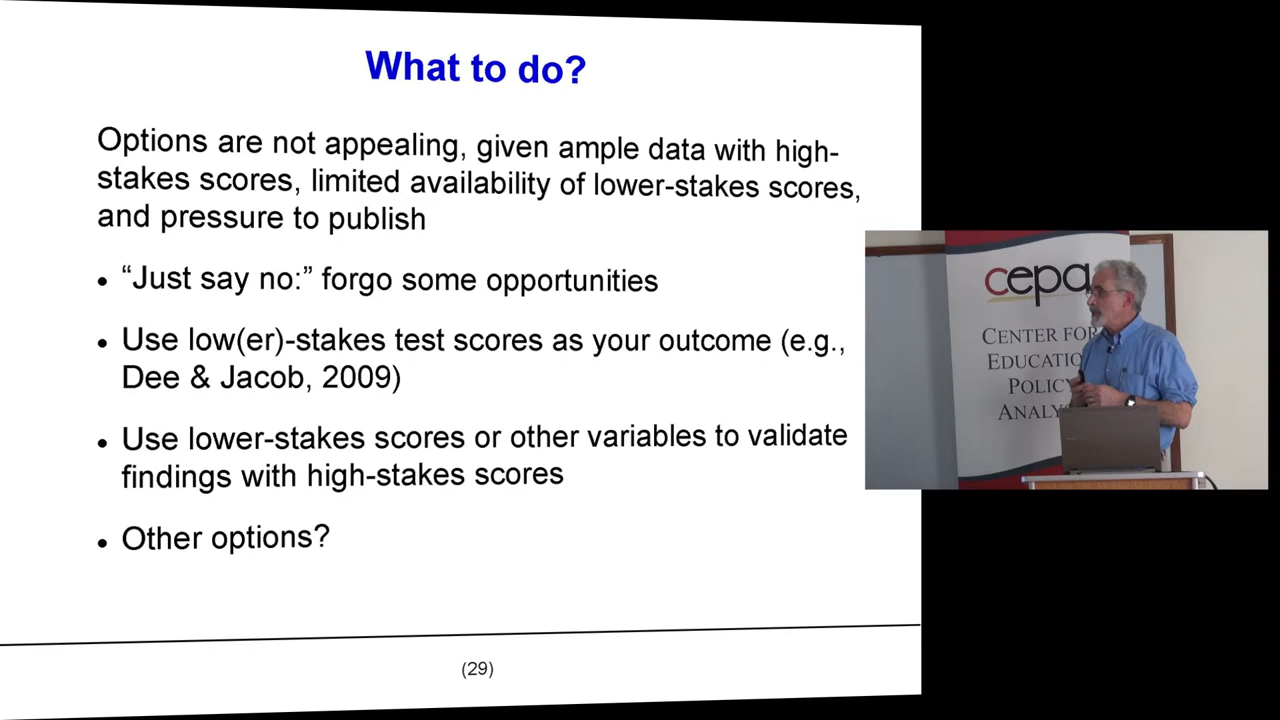 What to do?
Options are not appealing, given ample data with high-
stakes scores, limited availability of lower-stakes scores,
and pressure to publish
• “Just say no:” forgo some opportunities
• Use low(er)-stakes test scores as your outcome (e.g.,
Dee & Jacob, 2009)
• Use lower-stakes scores or other variables to validate
findings with high-stakes scores
• Other options?
(29)
cepa
CENTER FOR
EDUCATION
POLICY
ANALY